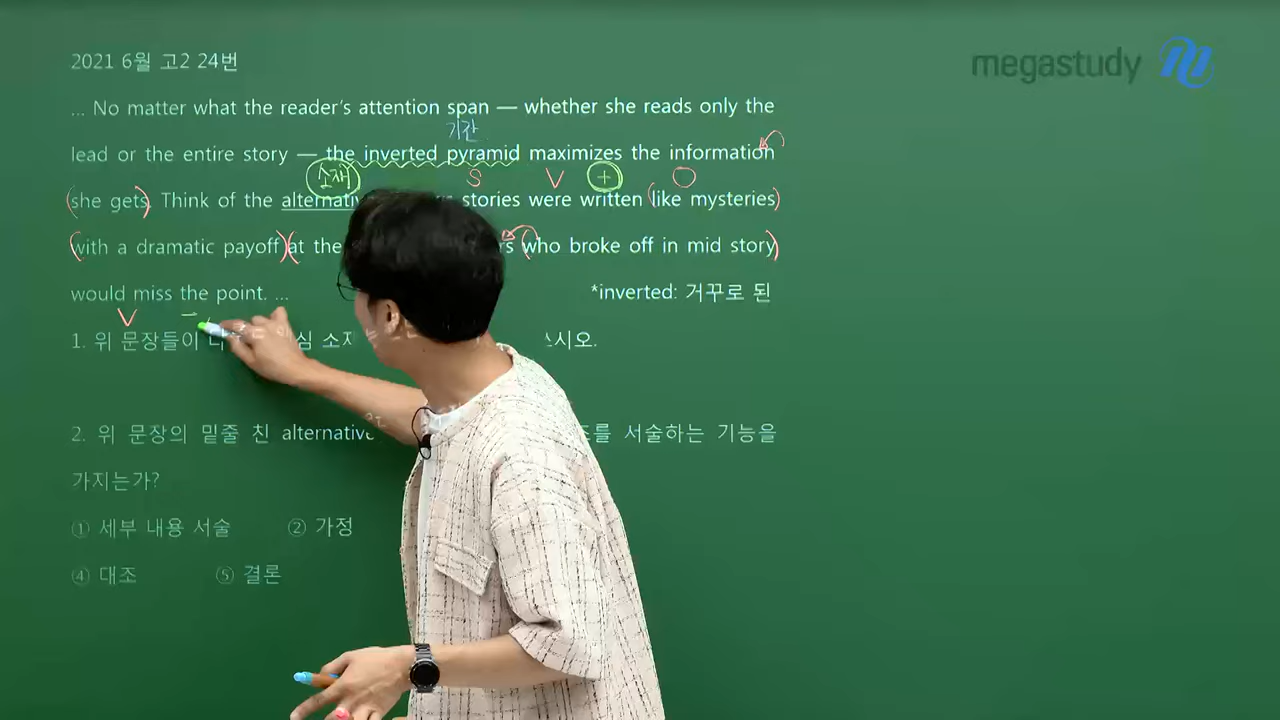 2021 6월 고2 24번
megastudy
... No matter what the reader's attention span — whether she reads only the
기간
lead or the entire story — the inverted pyramid maximizes the information
소재 S V + O
(she gets). Think of the stories were written (like mysteries)
(with a dramatic payoff)(at the who broke off in mid story)
would miss the point. ... *inverted: 거꾸로 된
V
1. 위 문장들이
2. 위 문장의 밑줄 친 서술하는 기능을
가지는가?
① 세부 내용 서술 ② 가정
④ 대조 ⑤ 결론